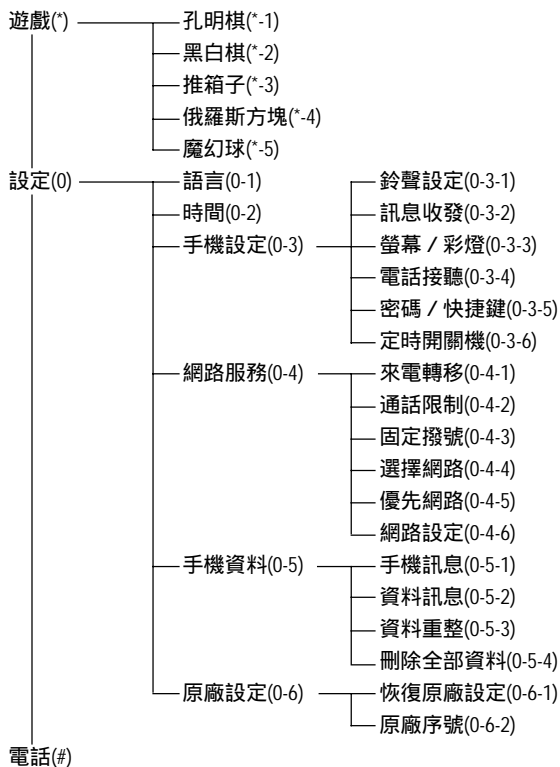 遊戲(*) 孔明棋(*-1)
黑白棋(*-2)
推箱子(*-3)
俄羅斯方塊(*-4)
魔幻球(*-5)
設定(0) 語言(0-1) 鈴聲設定(0-3-1)
時間(0-2) 訊息收發(0-3-2)
手機設定(0-3) 螢幕 / 彩燈(0-3-3)
電話接聽(0-3-4)
密碼 / 快捷鍵(0-3-5)
定時開關機(0-3-6)
網路服務(0-4) 來電轉移(0-4-1)
通話限制(0-4-2)
固定撥號(0-4-3)
選擇網路(0-4-4)
優先網路(0-4-5)
網路設定(0-4-6)
手機資料(0-5) 手機訊息(0-5-1)
資料訊息(0-5-2)
資料重整(0-5-3)
刪除全部資料(0-5-4)
原廠設定(0-6) 恢復原廠設定(0-6-1)
原廠序號(0-6-2)
電話(#)